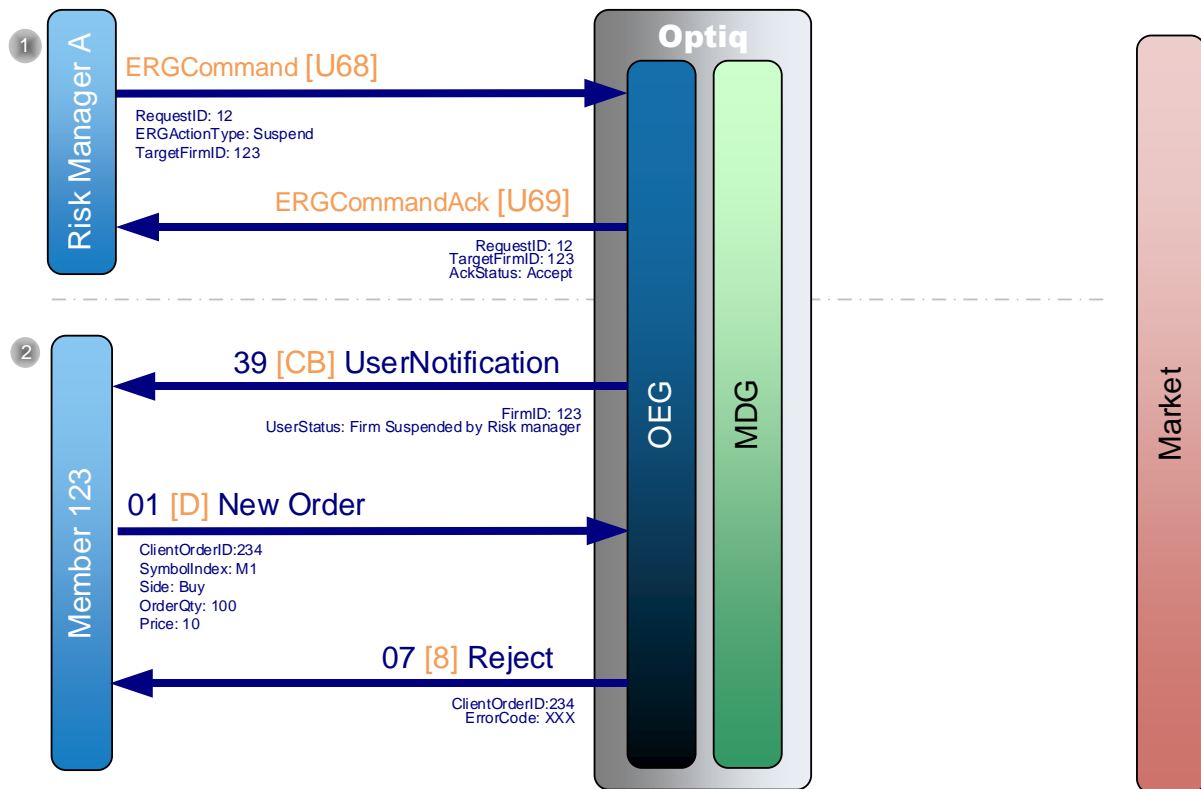 Optiq
1
Risk Manager A
ERGCommand [U68]
RequestID: 12
ERGActionType: Suspend
TargetFirmID: 123
ERGCommandAck [U69]
RequestID: 12
TargetFirmID: 123
AckStatus: Accept
OEG
MDG
Market
2
Member 123
39 [CB] UserNotification
FirmID: 123
UserStatus: Firm Suspended by Risk manager
01 [D] New Order
ClientOrderID:234
SymbolIndex: M1
Side: Buy
OrderQty: 100
Price: 10
07 [8] Reject
ClientOrderID:234
ErrorCode: XXX